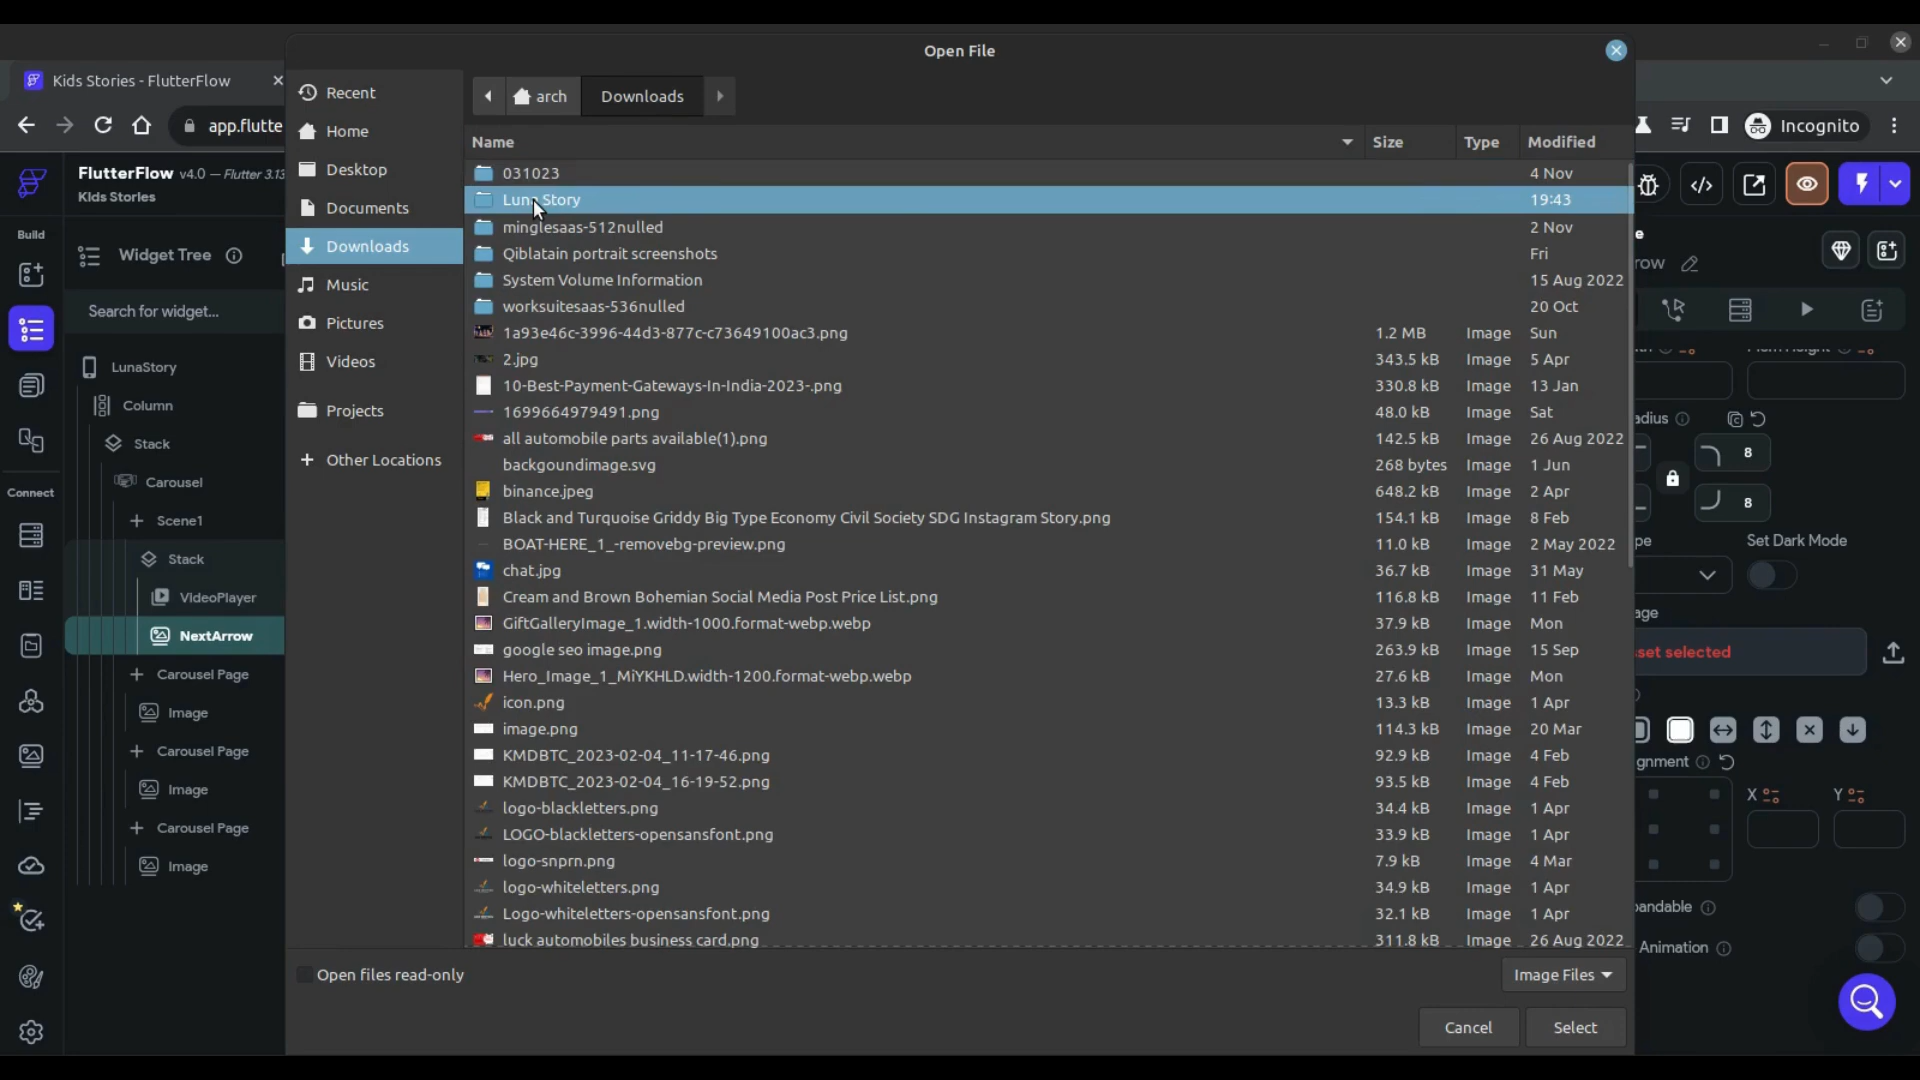 Open File
Kids Stories - FlutterFlow
app.flutte
Incognito
FlutterFlow v4.0 — Flutter 3.13
Kids Stories
Build
Widget Tree
Search for widget...
LunaStory
Column
Stack
Carousel
Connect
Scene1
Stack
VideoPlayer
NextArrow
Carousel Page
Image
Carousel Page
Image
Carousel Page
Image
Recent
Home
Desktop
Documents
Downloads
Music
Pictures
Videos
Projects
Other Locations
arch Downloads
Name Size Type Modified
031023 4 Nov
Luna Story 19:43
minglesaas-512nulled 2 Nov
Qiblatain portrait screenshots Fri
System Volume Information 15 Aug 2022
worksuitesaas-536nulled 20 Oct
1a93e46c-3996-44d3-877c-c73649100ac3.png 1.2 MB Image Sun
2.jpg 343.5 kB Image 5 Apr
10-Best-Payment-Gateways-In-India-2023-.png 330.8 kB Image 13 Jan
1699664979491.png 48.0 kB Image Sat
all automobile parts available(1).png 142.5 kB Image 26 Aug 2022
backgoundimage.svg 268 bytes Image 1 Jun
binance.jpeg 648.2 kB Image 2 Apr
Black and Turquoise Griddy Big Type Economy Civil Society SDG Instagram Story.png 154.1 kB Image 8 Feb
BOAT-HERE_1_-removebg-preview.png 11.0 kB Image 2 May 2022
chat.jpg 36.7 kB Image 31 May
Cream and Brown Bohemian Social Media Post Price List.png 116.8 kB Image 11 Feb
GiftGalleryImage_1.width-1000.format-webp.webp 37.9 kB Image Mon
google seo image.png 263.9 kB Image 15 Sep
Hero_Image_1_MiYKHLD.width-1200.format-webp.webp 27.6 kB Image Mon
icon.png 13.3 kB Image 1 Apr
image.png 114.3 kB Image 20 Mar
KMDBTC_2023-02-04_11-17-46.png 92.9 kB Image 4 Feb
KMDBTC_2023-02-04_16-19-52.png 93.5 kB Image 4 Feb
logo-blackletters.png 34.4 kB Image 1 Apr
LOGO-blackletters-opensansfont.png 33.9 kB Image 1 Apr
logo-snprn.png 7.9 kB Image 4 Mar
logo-whiteletters.png 34.9 kB Image 1 Apr
Logo-whiteletters-opensansfont.png 32.1 kB Image 1 Apr
luck automobiles business card.png 311.8 kB Image 26 Aug 2022
Open files read-only
Image Files
Cancel Select
e
row
adius
8
8
pe Set Dark Mode
age
set selected
gnment X Y
pandable
Animation